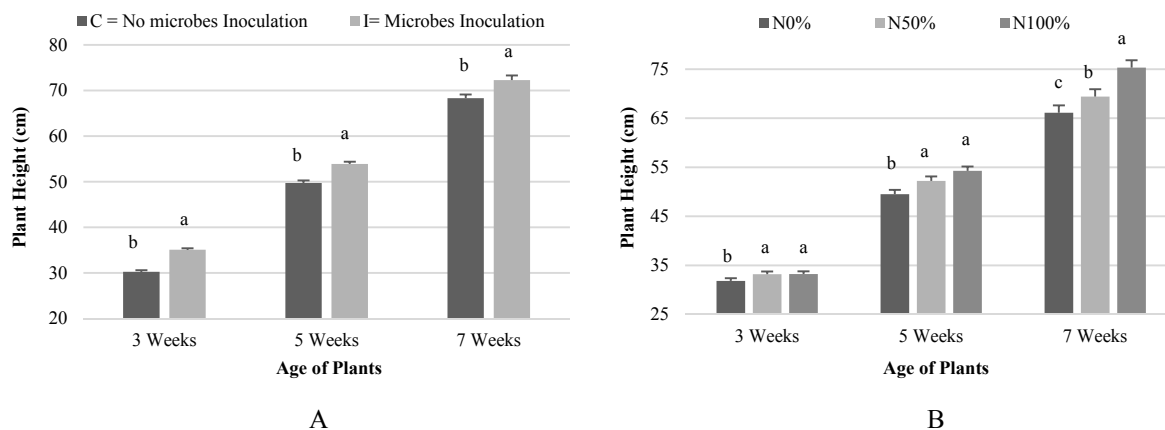 C = No microbes Inoculation I= Microbes Inoculation
80
70
60
50
40
30
20
Plant Height (cm)
b a
b a
b a
3 Weeks 5 Weeks 7 Weeks
Age of Plants
A
N0% N50% N100%
75
65
55
45
35
25
Plant Height (cm)
b a a
b a a
c b a
3 Weeks 5 Weeks 7 Weeks
Age of Plants
B